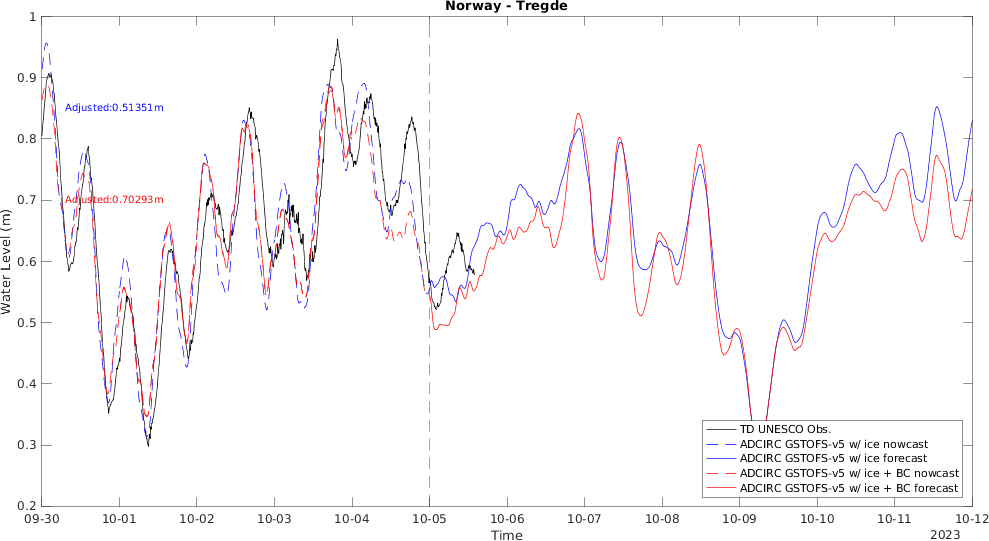 Norway - Tregde
1
0.9
0.8
0.7
0.6
0.5
0.4
0.3
0.2
Water Level (m)
Adjusted:0.51351m
Adjusted:0.70293m
TD UNESCO Obs.
ADCIRC GSTOFS-v5 w/ ice nowcast
ADCIRC GSTOFS-v5 w/ ice forecast
ADCIRC GSTOFS-v5 w/ ice + BC nowcast
ADCIRC GSTOFS-v5 w/ ice + BC forecast
09-30 10-01 10-02 10-03 10-04 10-05 10-06 10-07 10-08 10-09 10-10 10-11 10-12
Time
2023